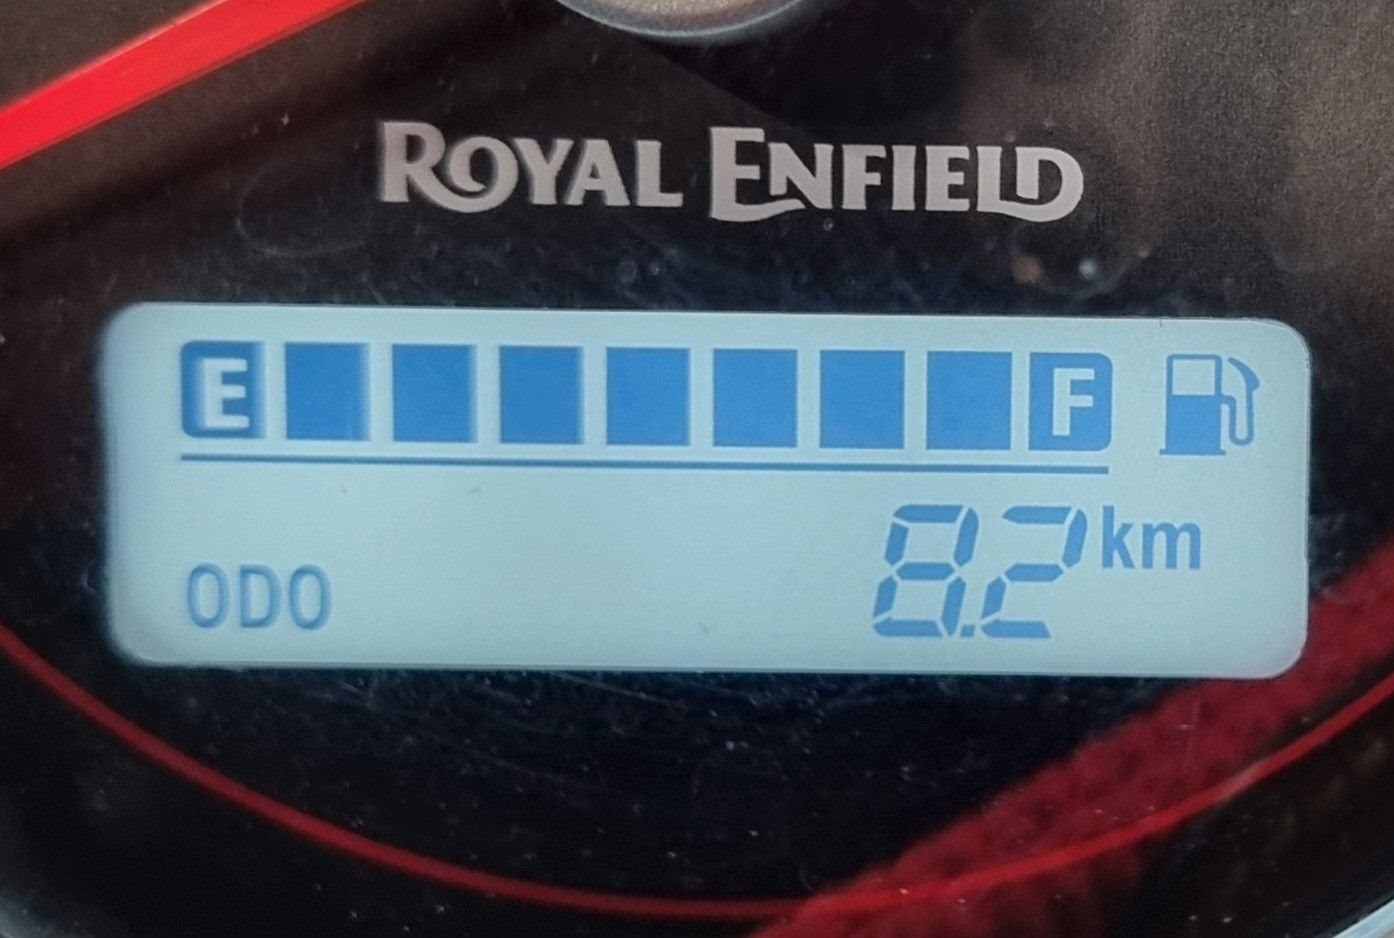 ROYAL ENFIELD
E F
8.2 km
ODO